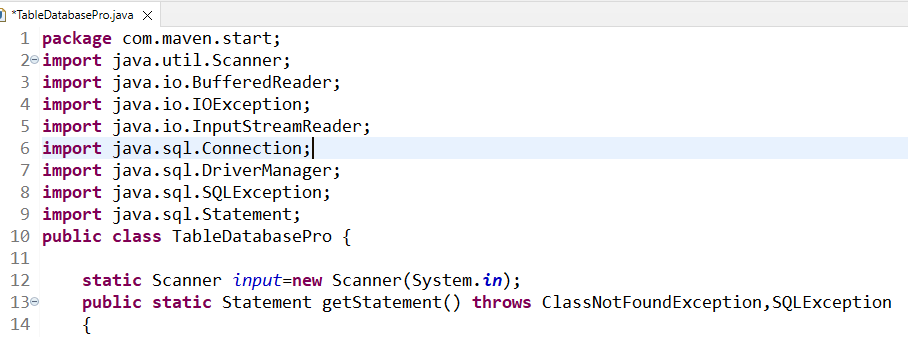 *TableDatabasePro.java
1 package com.maven.start;
2 import java.util.Scanner;
3 import java.io.BufferedReader;
4 import java.io.IOException;
5 import java.io.InputStreamReader;
6 import java.sql.Connection;
7 import java.sql.DriverManager;
8 import java.sql.SQLException;
9 import java.sql.Statement;
10 public class TableDatabasePro {
11
12     static Scanner input=new Scanner(System.in);
13     public static Statement getStatement() throws ClassNotFoundException,SQLException
14     {